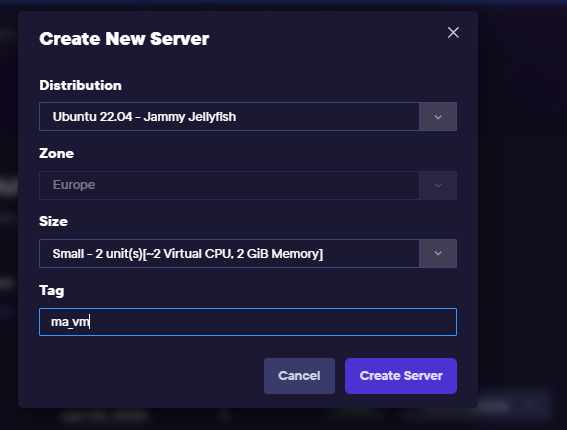 Create New Server
Distribution
Ubuntu 22.04 - Jammy Jellyfish
Zone
Europe
Size
Small - 2 unit(s)[~2 Virtual CPU, 2 GiB Memory]
Tag
ma_vm
Cancel
Create Server